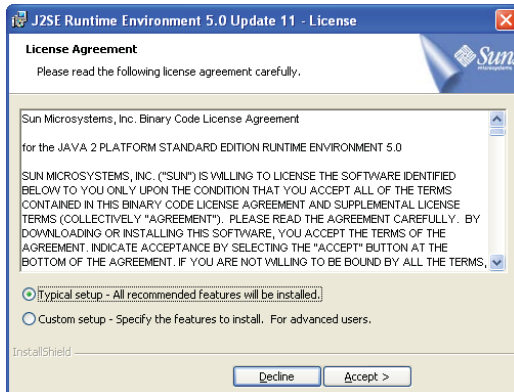 J2SE Runtime Environment 5.0 Update 11 - License
License Agreement
Please read the following license agreement carefully.
Sun
microsystems
Sun Microsystems, Inc. Binary Code License Agreement
for the JAVA 2 PLATFORM STANDARD EDITION RUNTIME ENVIRONMENT 5.0
SUN MICROSYSTEMS, INC. ("SUN") IS WILLING TO LICENSE THE SOFTWARE IDENTIFIED
BELOW TO YOU ONLY UPON THE CONDITION THAT YOU ACCEPT ALL OF THE TERMS
CONTAINED IN THIS BINARY CODE LICENSE AGREEMENT AND SUPPLEMENTAL LICENSE
TERMS (COLLECTIVELY "AGREEMENT"). PLEASE READ THE AGREEMENT CAREFULLY. BY
DOWNLOADING OR INSTALLING THIS SOFTWARE, YOU ACCEPT THE TERMS OF THE
AGREEMENT. INDICATE ACCEPTANCE BY SELECTING THE "ACCEPT" BUTTON AT THE
BOTTOM OF THE AGREEMENT. IF YOU ARE NOT WILLING TO BE BOUND BY ALL THE TERMS,
Typical setup - All recommended features will be installed.
Custom setup - Specify the features to install. For advanced users.
InstallShield
Decline
Accept >